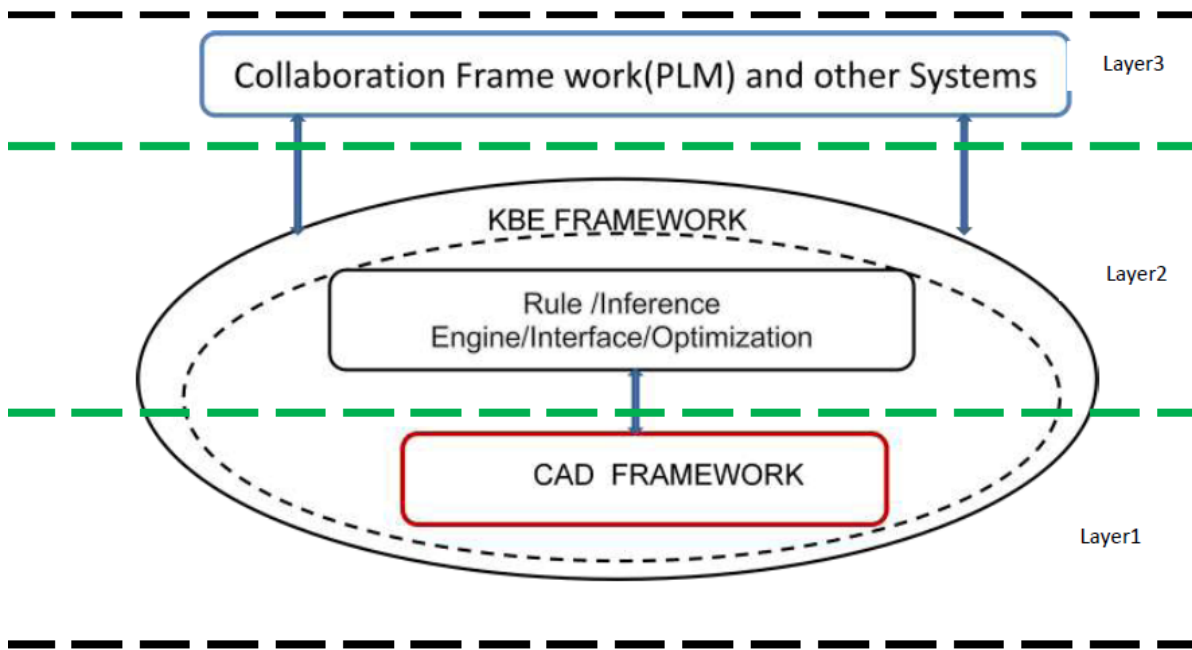 Collaboration Frame work(PLM) and other Systems
Layer3
KBE FRAMEWORK
Layer2
Rule /Inference
Engine/Interface/Optimization
CAD  FRAMEWORK
Layer1